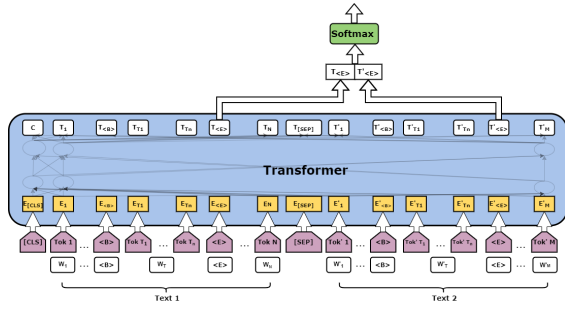 Softmax
T<E> T'<E>
C T1 T<B> TT1 TTn T<E> TN T[SEP] T'1 T'<B> T'T1 T'Tn T'<E> T'M
Transformer
E[CLS] E1 E<B> ET1 ETn E<E> EN E[SEP] E'1 E'<B> E'T1 E'Tn E'<E> E'M
[CLS] Tok 1 ... <B> Tok T1 ... Tok Tn <E> ... Tok N [SEP] Tok' 1 ... <B> Tok' T1 ... Tok' Tn <E> ... Tok' M
W1 ... <B> WT <E> ... WN W'1 ... <B> W'T <E> ... W'M
Text 1 Text 2